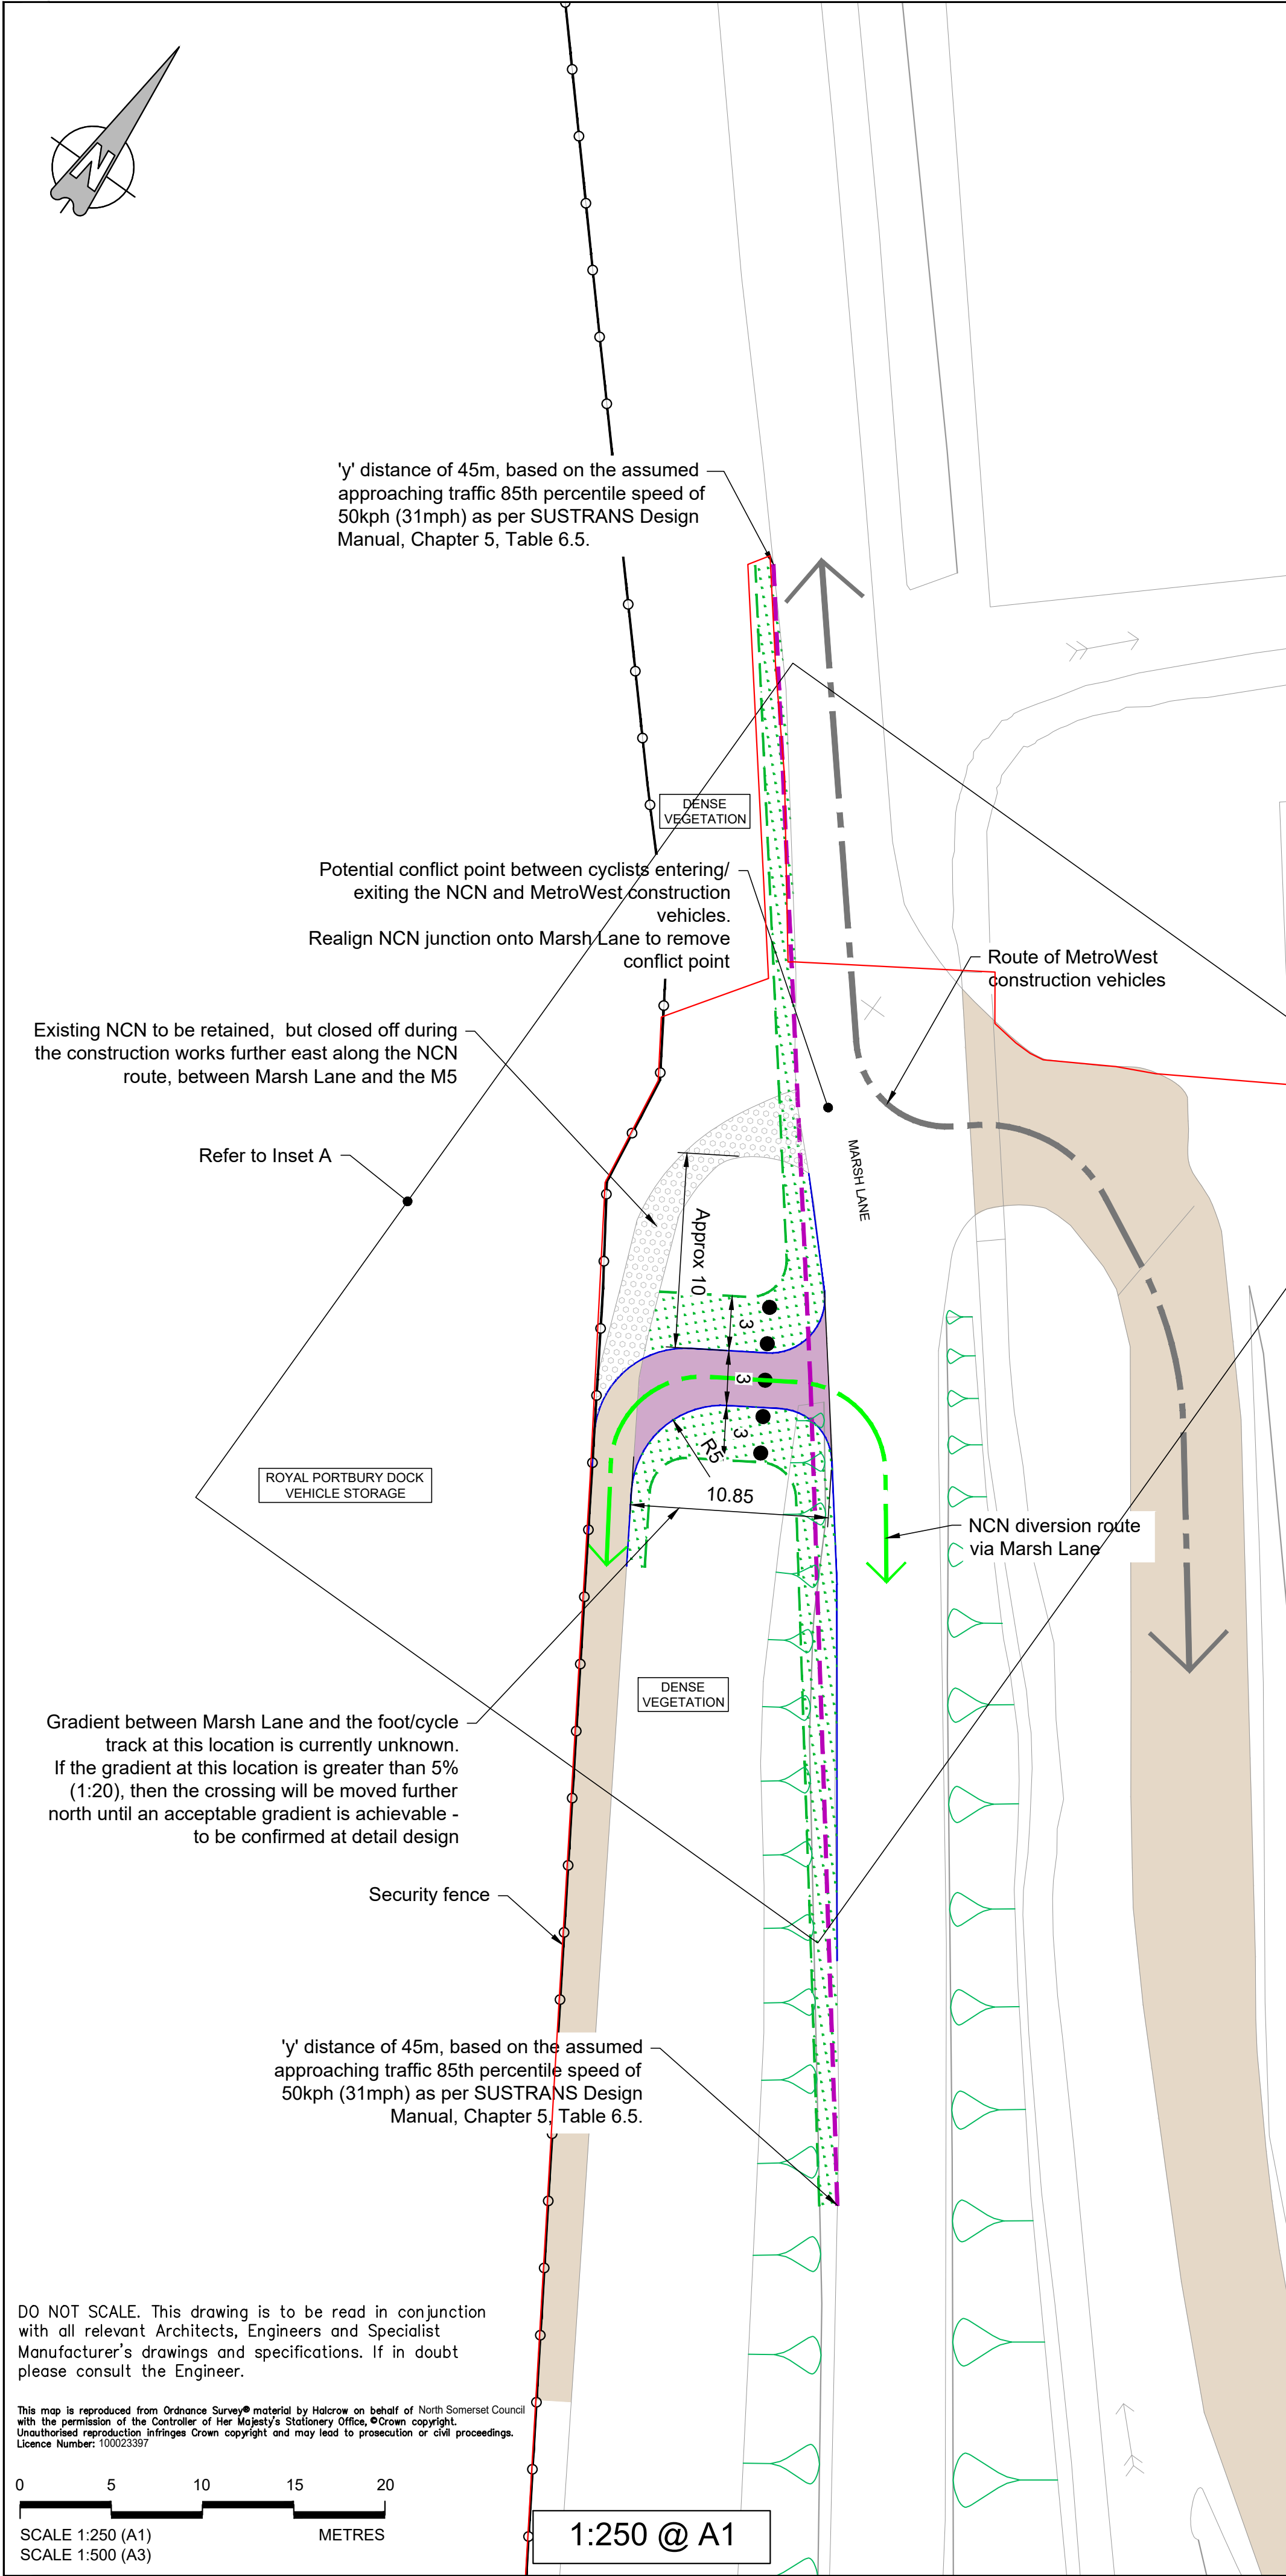 N
'y' distance of 45m, based on the assumed
approaching traffic 85th percentile speed of
50kph (31mph) as per SUSTRANS Design
Manual, Chapter 5, Table 6.5.
DENSE
VEGETATION
Potential conflict point between cyclists entering/
exiting the NCN and MetroWest construction
vehicles.
Realign NCN junction onto Marsh Lane to remove
conflict point
Route of MetroWest
construction vehicles
Existing NCN to be retained, but closed off during
the construction works further east along the NCN
route, between Marsh Lane and the M5
Refer to Inset A
MARSH LANE
Approx 10
3
3
3
R5
10.85
ROYAL PORTBURY DOCK
VEHICLE STORAGE
NCN diversion route
via Marsh Lane
DENSE
VEGETATION
Gradient between Marsh Lane and the foot/cycle
track at this location is currently unknown.
If the gradient at this location is greater than 5%
(1:20), then the crossing will be moved further
north until an acceptable gradient is achievable -
to be confirmed at detail design
Security fence
'y' distance of 45m, based on the assumed
approaching traffic 85th percentile speed of
50kph (31mph) as per SUSTRANS Design
Manual, Chapter 5, Table 6.5.
DO NOT SCALE. This drawing is to be read in conjunction
with all relevant Architects, Engineers and Specialist
Manufacturer's drawings and specifications. If in doubt
please consult the Engineer.
This map is reproduced from Ordnance Survey® material by Halcrow on behalf of North Somerset Council
with the permission of the Controller of Her Majesty's Stationery Office, ©Crown copyright.
Unauthorised reproduction infringes Crown copyright and may lead to prosecution or civil proceedings.
Licence Number: 100023397
0 5 10 15 20
SCALE 1:250 (A1) METRES
SCALE 1:500 (A3)
1:250 @ A1